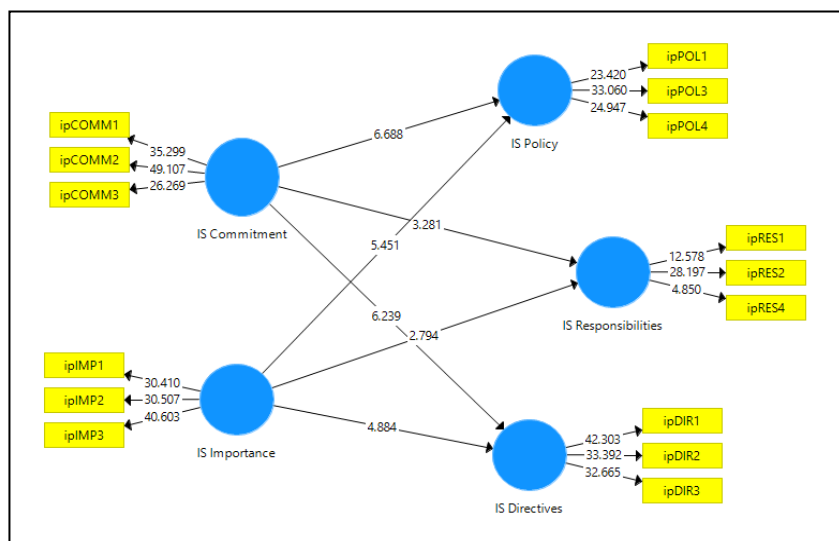 ipPOL1
23.420
33.060
ipPOL3
24.947
ipPOL4
IS Policy
ipCOMM1
35.299
ipCOMM2
49.107
ipCOMM3
26.269
IS Commitment
6.688
3.281
5.451
6.239
2.794
4.884
ipRES1
12.578
28.197
ipRES2
4.850
ipRES4
IS Responsibilities
ipIMP1
30.410
ipIMP2
30.507
ipIMP3
40.603
IS Importance
ipDIR1
42.303
33.392
ipDIR2
32.665
ipDIR3
IS Directives